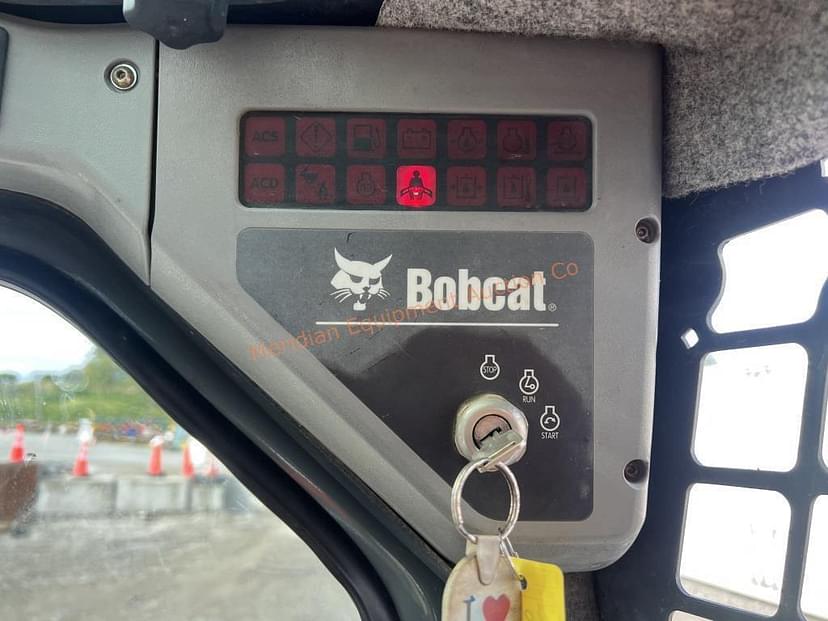 ACS
ACD
Bobcat®
Meridian Equipment Auction Co
STOP
RUN
START
I